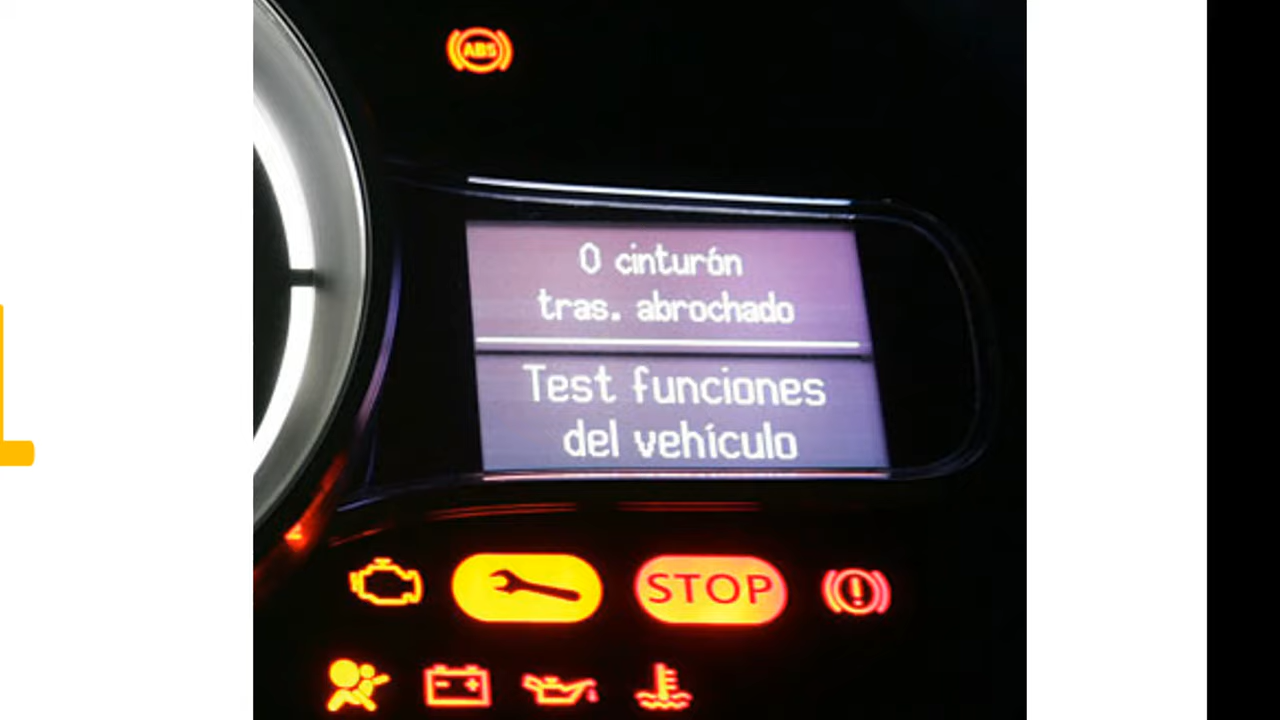 ABS
0 cinturón
tras. abrochado
Test funciones
del vehículo
STOP